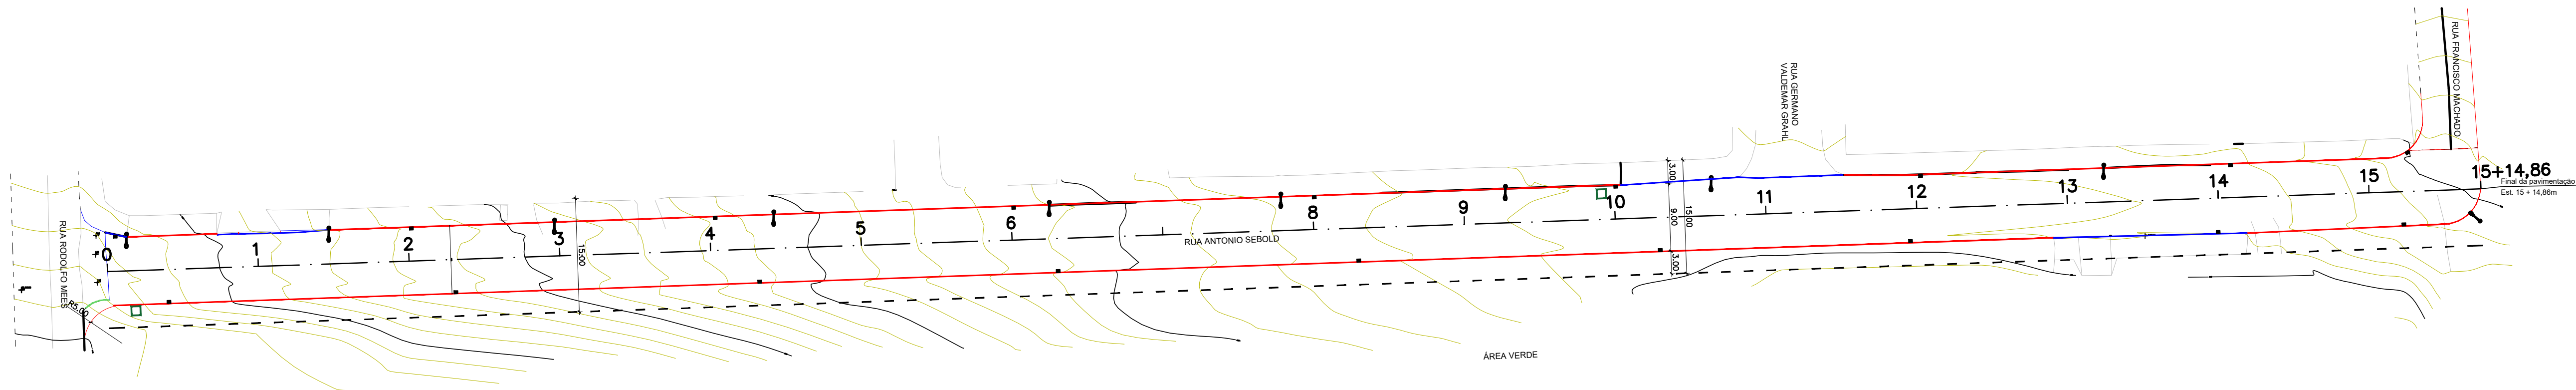 RUA RODOLFO MEES
R5.00
0
1
2
3
15:00
4
5
6
RUA ANTONIO SEBOLD
8
9
10
3.00
9.00
3.00
15:00
11
RUA GERMANO
VALDEMAR GRAHL
12
13
14
15
RUA FRANCISCO MACHADO
15+14,86
Final da pavimentação
Est. 15 + 14,86m
ÁREA VERDE